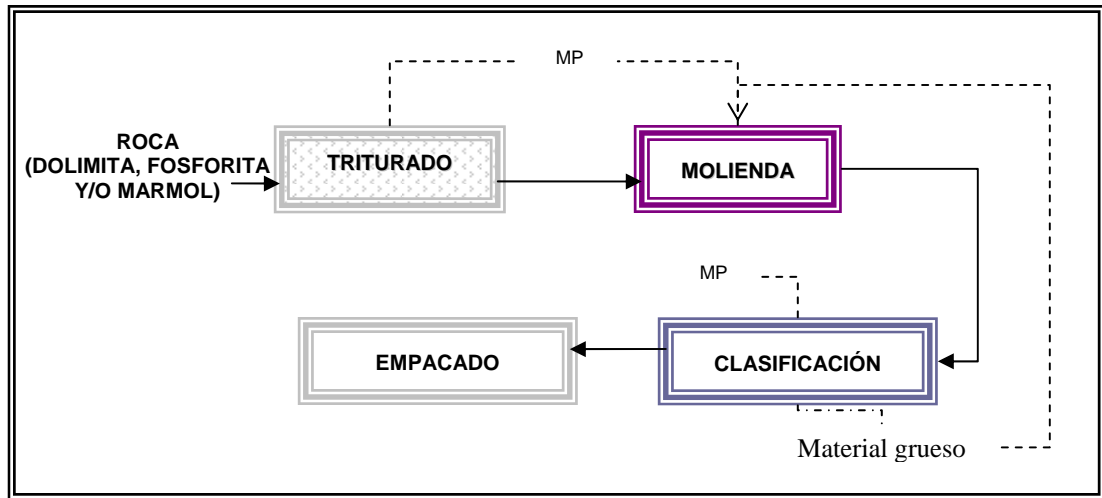 MP
ROCA
(DOLIMITA, FOSFORITA
Y/O MARMOL)
TRITURADO
MOLIENDA
MP
EMPACADO
CLASIFICACIÓN
Material grueso